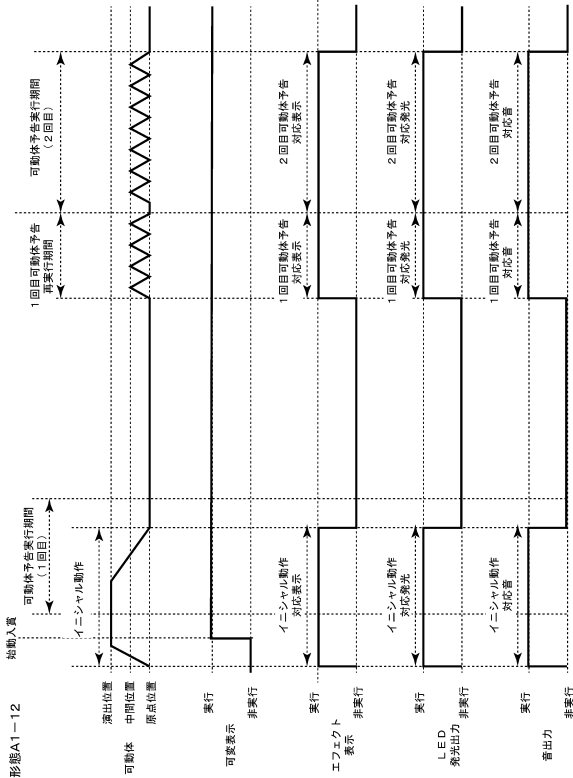 形態A1-12
始動入賞
可動体予告実行期間
（1回目）
1回目可動体予告
再実行期間
可動体予告実行期間
（2回目）
イニシャル動作
可動体
演出位置
中間位置
原点位置
可変表示
実行
非実行
エフェクト
表示
実行
非実行
イニシャル動作
対応表示
1回目可動体予告
対応表示
2回目可動体予告
対応表示
LED
発光出力
実行
非実行
イニシャル動作
対応発光
1回目可動体予告
対応発光
2回目可動体予告
対応発光
音出力
実行
非実行
イニシャル動作
対応音
1回目可動体予告
対応音
2回目可動体予告
対応音